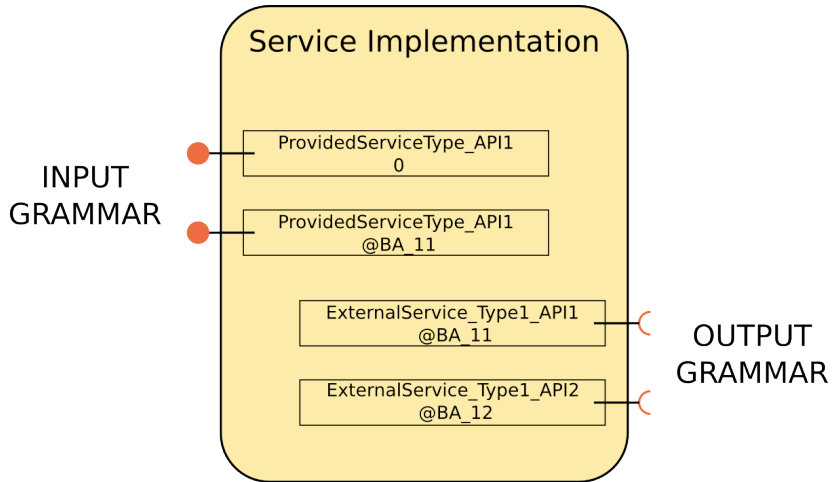 Service Implementation
ProvidedServiceType_API1
0
INPUT
GRAMMAR
ProvidedServiceType_API1
@BA_11
ExternalService_Type1_API1
@BA_11
OUTPUT
GRAMMAR
ExternalService_Type1_API2
@BA_12